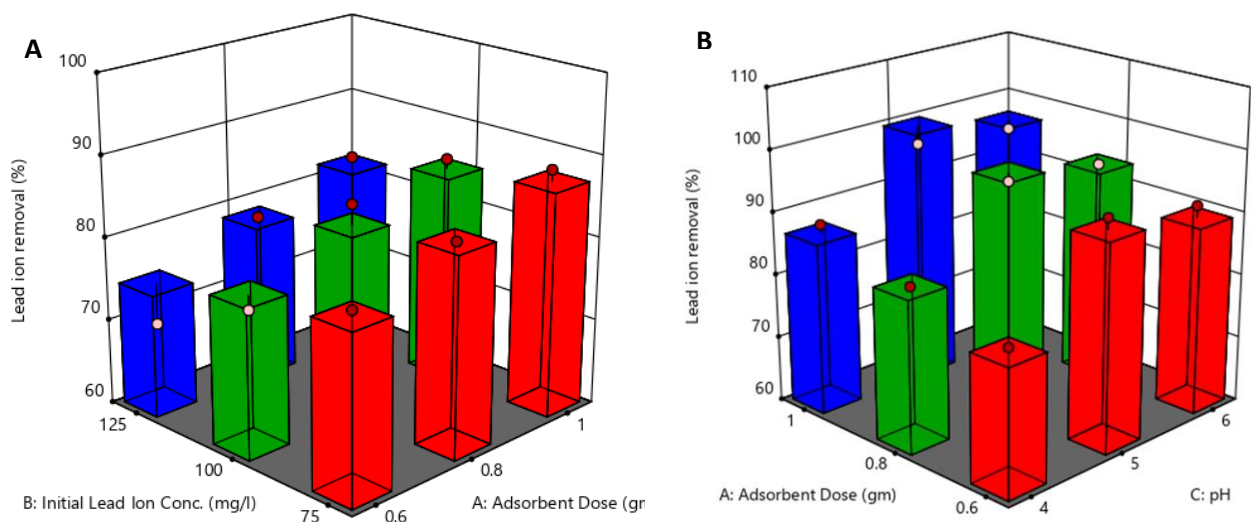 A
100
90
80
70
60
Lead ion removal (%)
125
100
75
B: Initial Lead Ion Conc. (mg/l)
0.6
0.8
1
A: Adsorbent Dose (gr
B
110
100
90
80
70
60
Lead ion removal (%)
1
0.8
0.6
A: Adsorbent Dose (gm)
4
5
6
C: pH